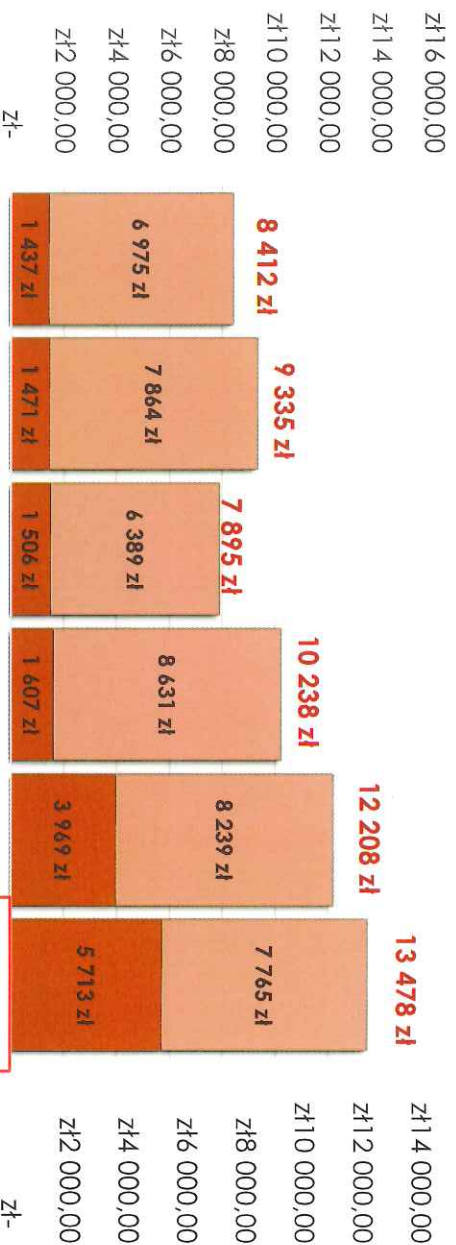 zł16 000,00
zł14 000,00
zł12 000,00
zł10 000,00
zł8 000,00
zł6 000,00
zł4 000,00
zł2 000,00
zł-
8 412 zł
6 975 zł
1 437 zł
9 335 zł
7 864 zł
1 471 zł
7 895 zł
6 389 zł
1 506 zł
10 238 zł
8 631 zł
1 607 zł
12 208 zł
8 239 zł
3 969 zł
13 478 zł
7 765 zł
5 713 zł
zł14 000,00
zł12 000,00
zł10 000,00
zł8 000,00
zł6 000,00
zł4 000,00
zł2 000,00
zł-